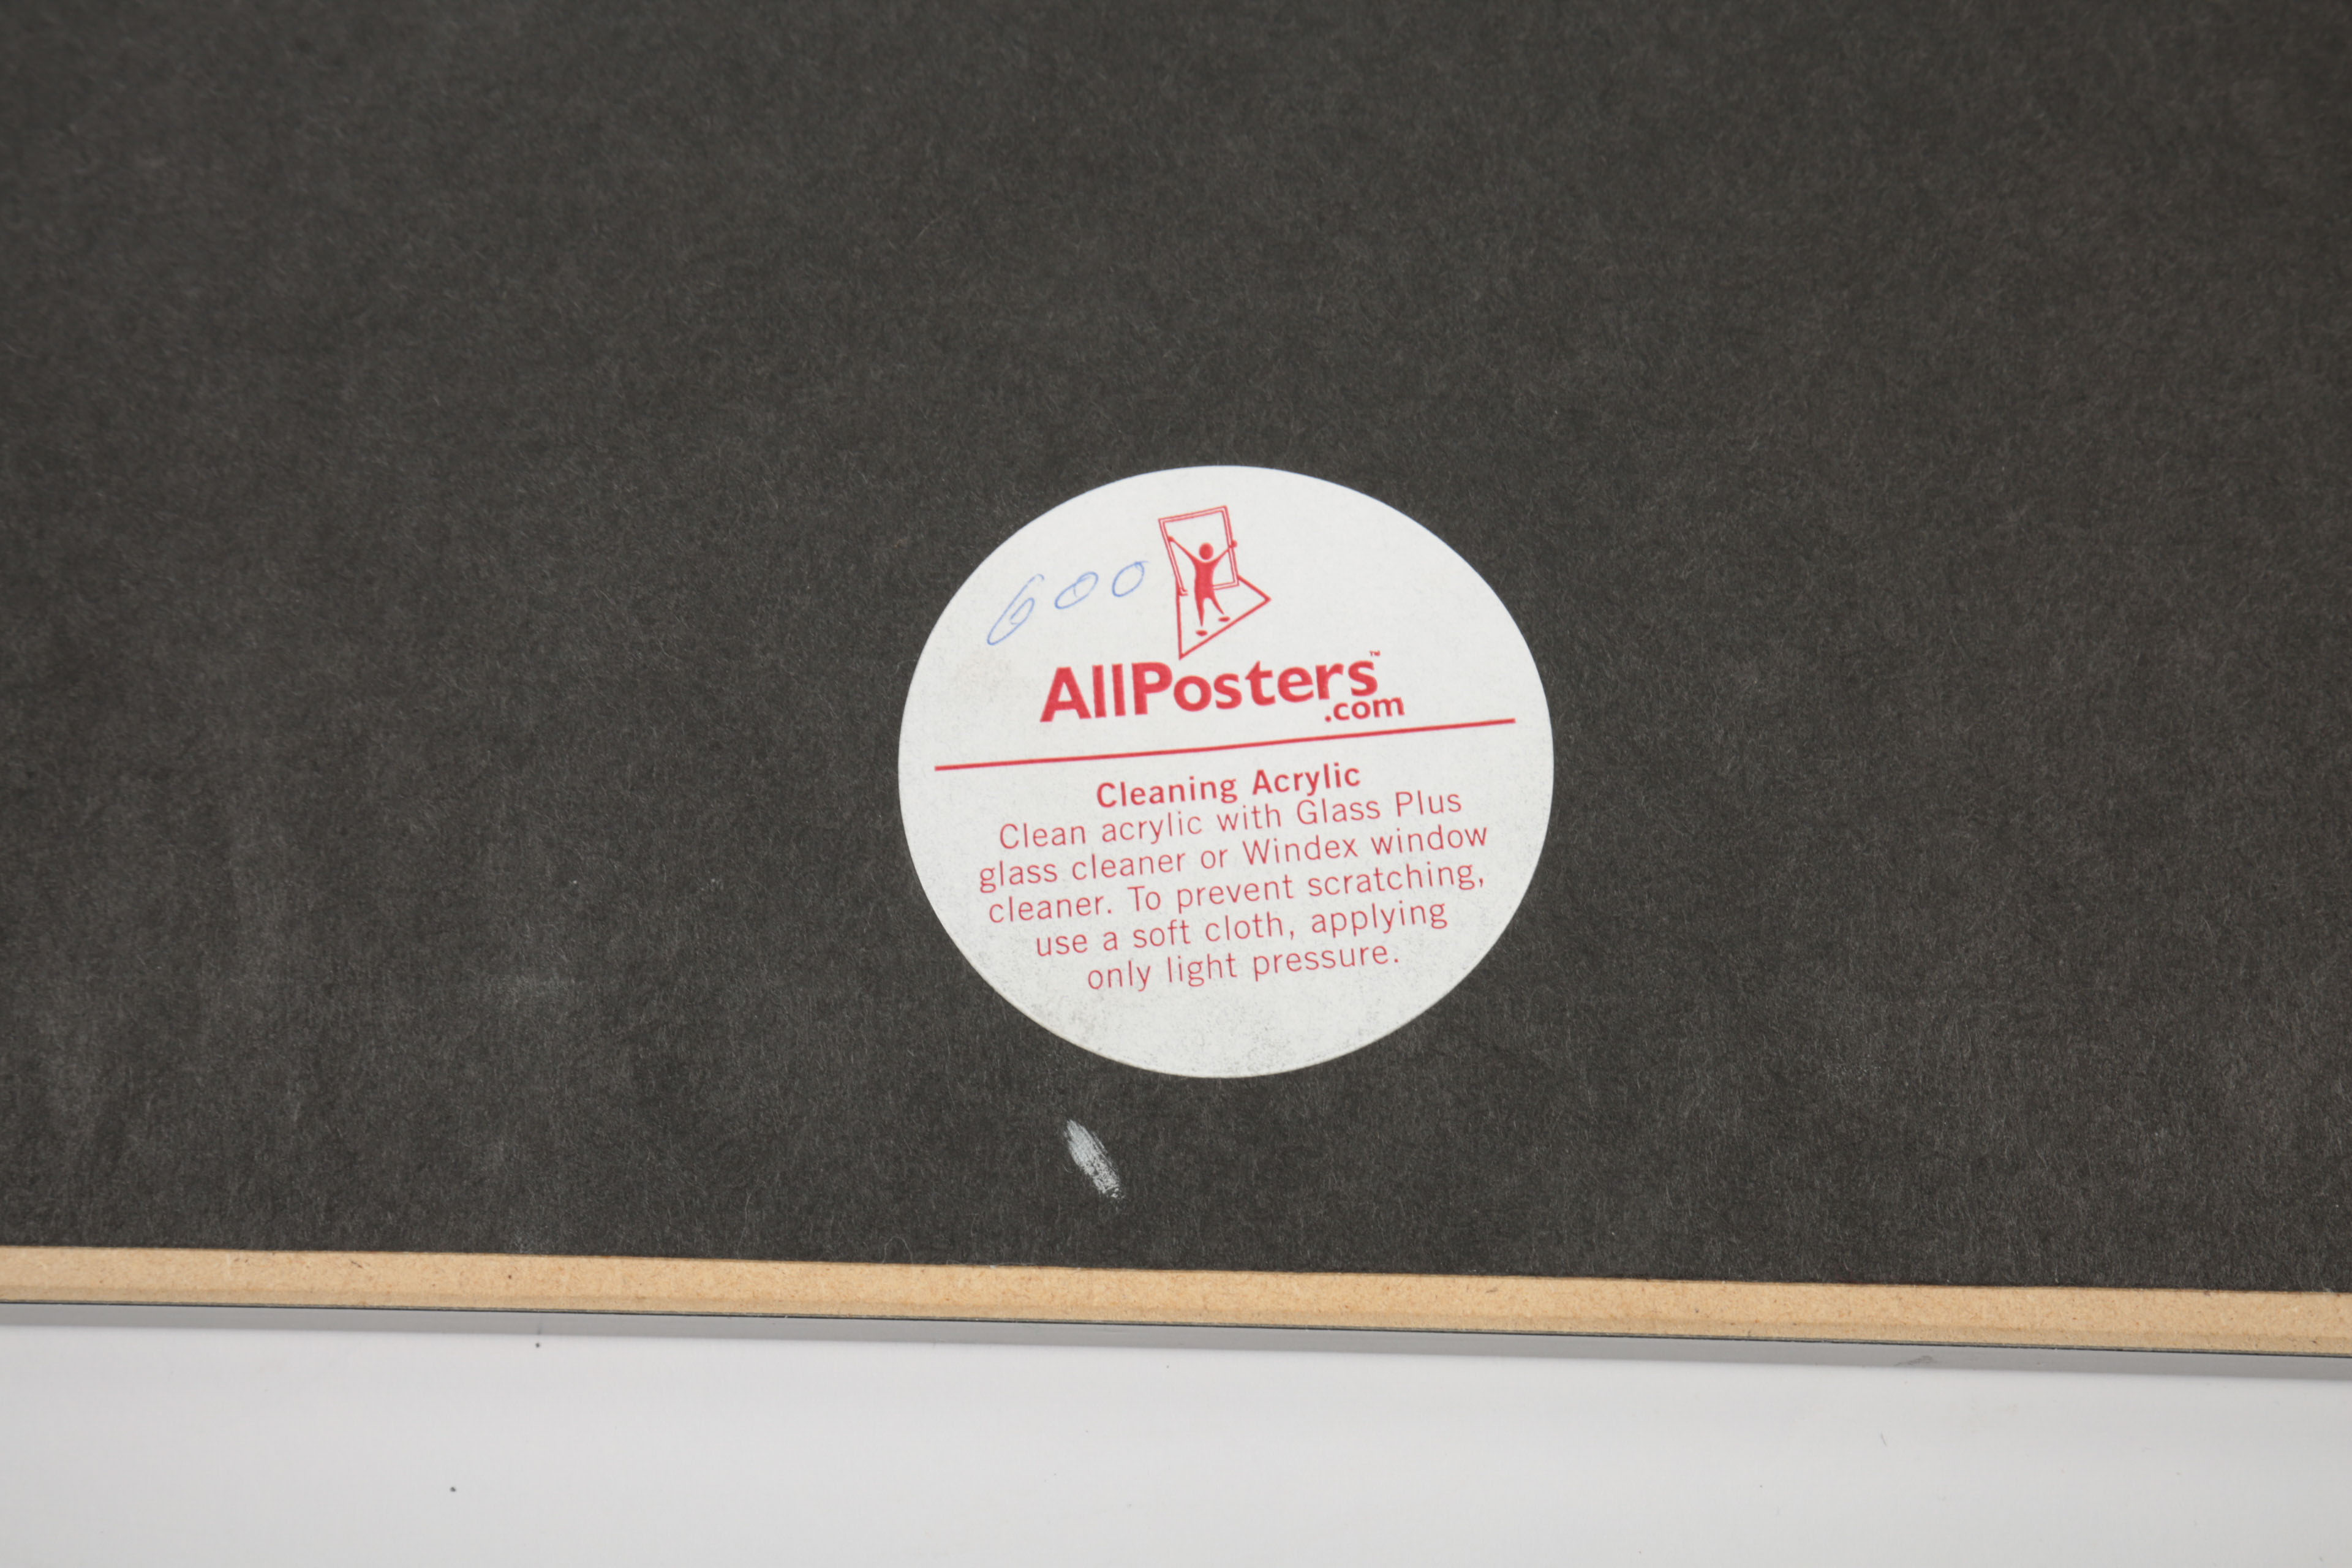 600
AllPosters™
.com
Cleaning Acrylic
Clean acrylic with Glass Plus
glass cleaner or Windex window
cleaner. To prevent scratching,
use a soft cloth, applying
only light pressure.